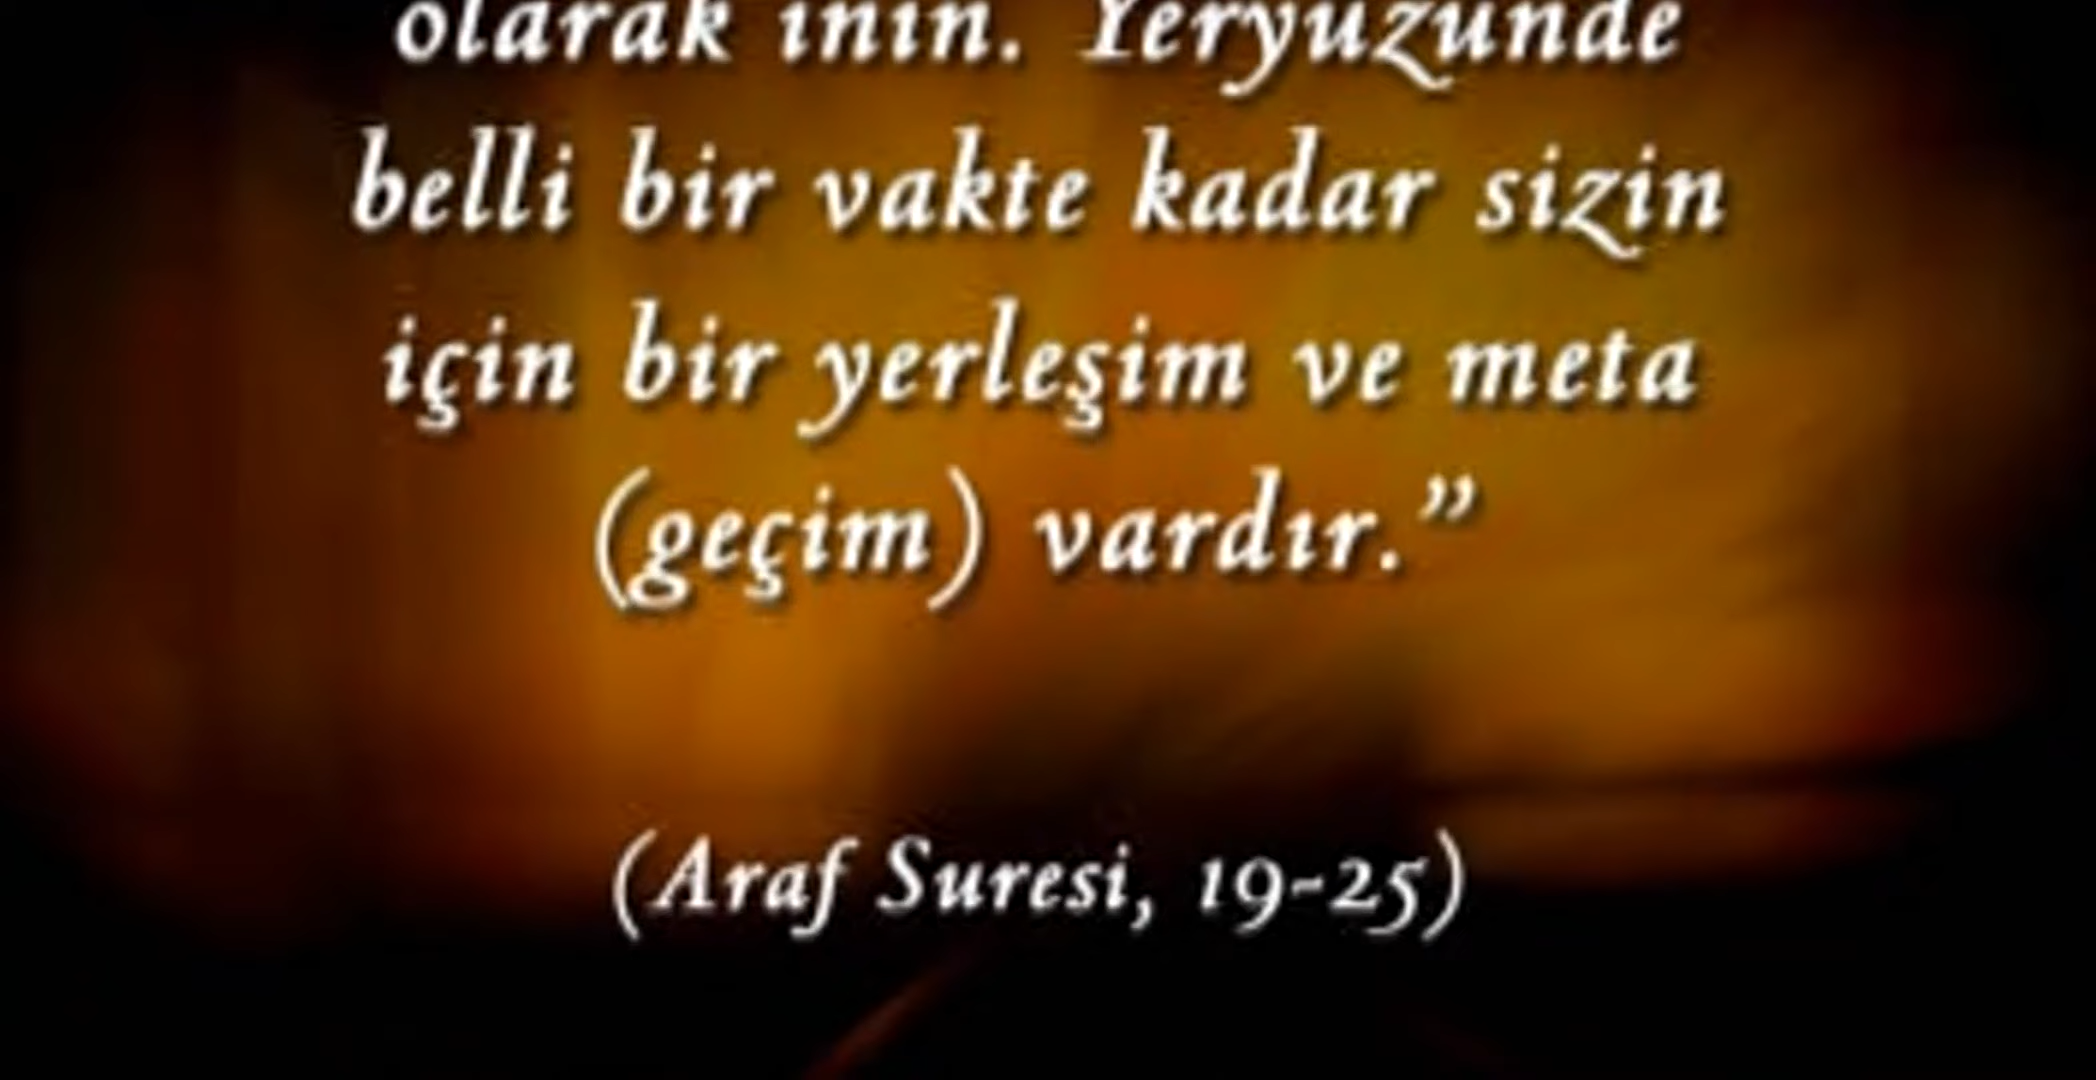 olarak inin. Yeryüzünde
belli bir vakte kadar sizin
için bir yerleşim ve meta
(geçim) vardır.”
(Araf Suresi, 19-25)